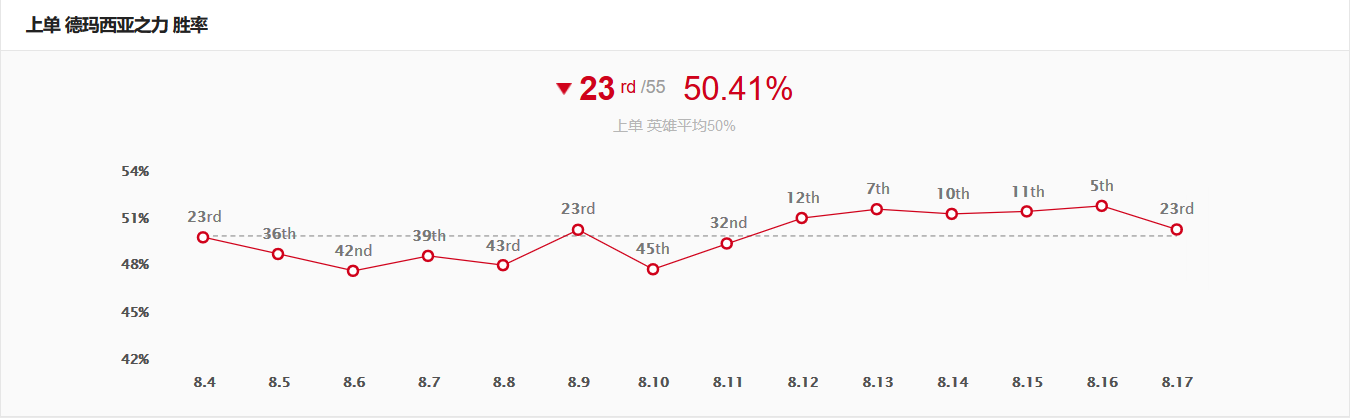 上单 德玛西亚之力 胜率
23 rd /55 50.41%
上单 英雄平均50%
54%
51%
48%
45%
42%
23rd
36th
42nd
39th
43rd
23rd
45th
32nd
12th
7th
10th
11th
5th
23rd
8.4 8.5 8.6 8.7 8.8 8.9 8.10 8.11 8.12 8.13 8.14 8.15 8.16 8.17